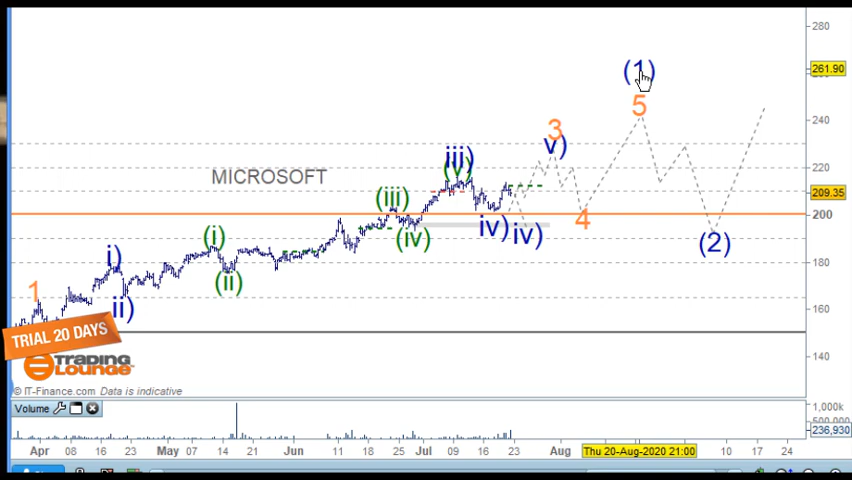 280
(1)
261.90
5
240
3
v)
iii)
(v)
220
MICROSOFT
(iii)
209.35
4
200
iv)
iv)
(i)
(iv)
(2)
i)
180
(ii)
1
ii)
160
TRIAL 20 DAYS
Trading
Lounge
140
© IT-Finance.com Data is indicative
Volume
1,000k
500,000
236,930
Apr 08 16 23 May 08 16 22 Jun 11 18 25 Jul 09 16 23 Aug Thu 20-Aug-2020 21:00 10 17 24